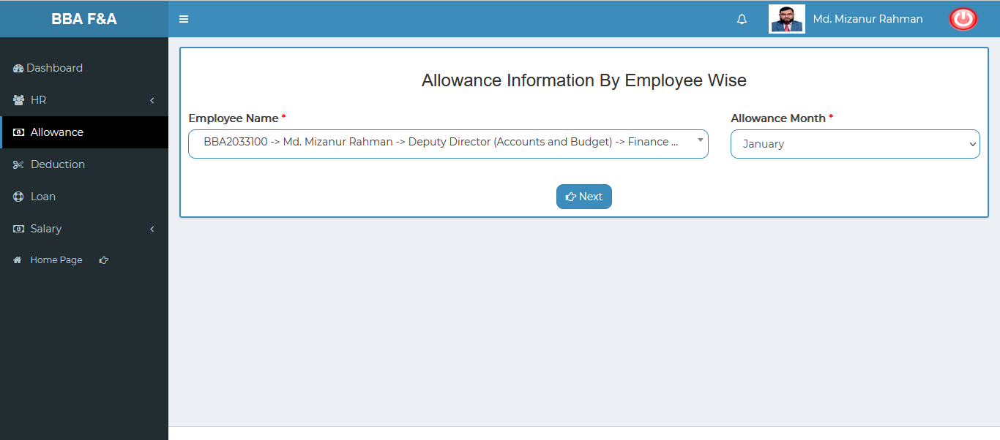 BBA F&A
Md. Mizanur Rahman
Dashboard
HR
Allowance
Deduction
Loan
Salary
Home Page
Allowance Information By Employee Wise
Employee Name *
Allowance Month *
BBA2033100 -> Md. Mizanur Rahman -> Deputy Director (Accounts and Budget) -> Finance ...
January
Next